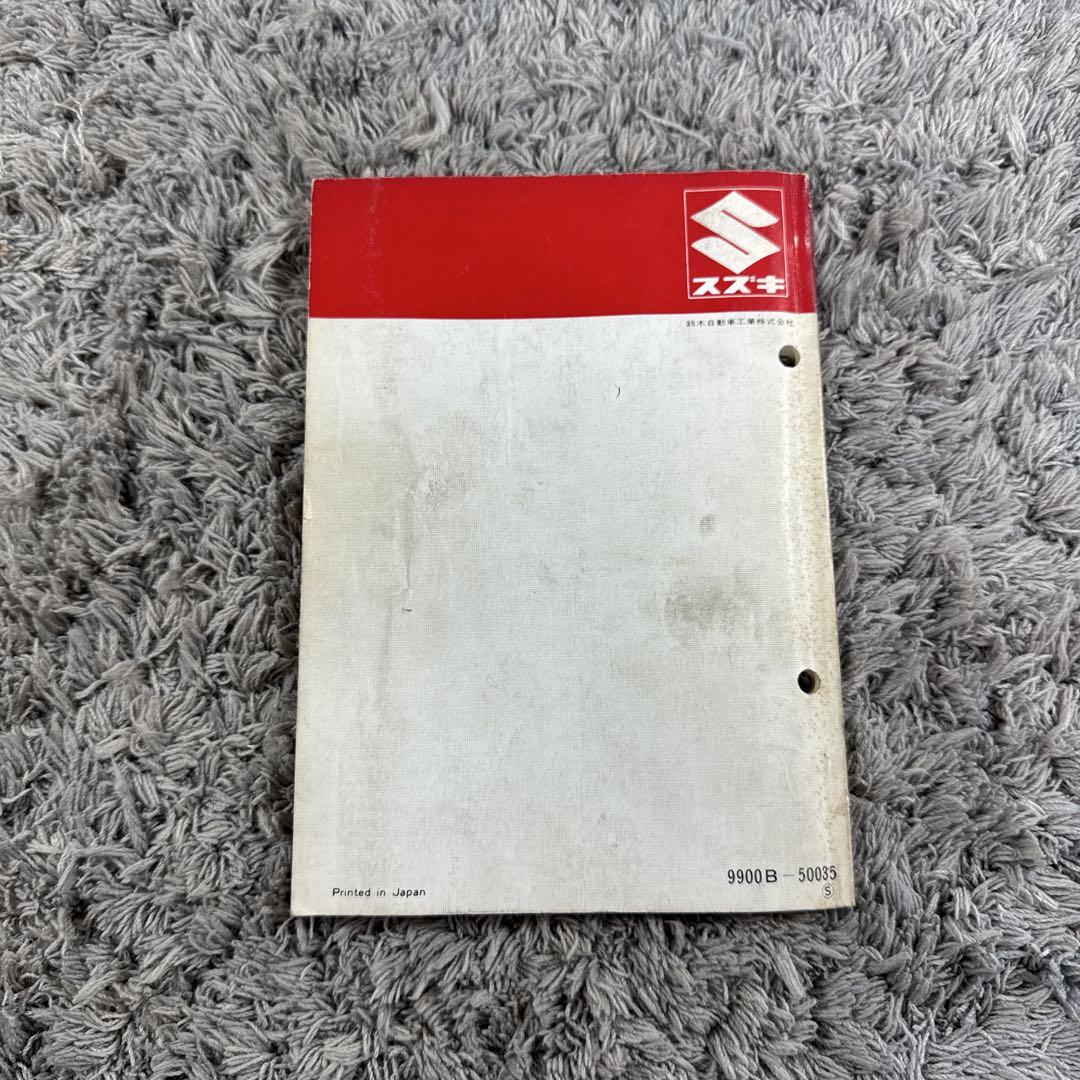 スズキ
鈴木自動車工業株式会社
9900B-50035
Ⓢ
Printed in Japan